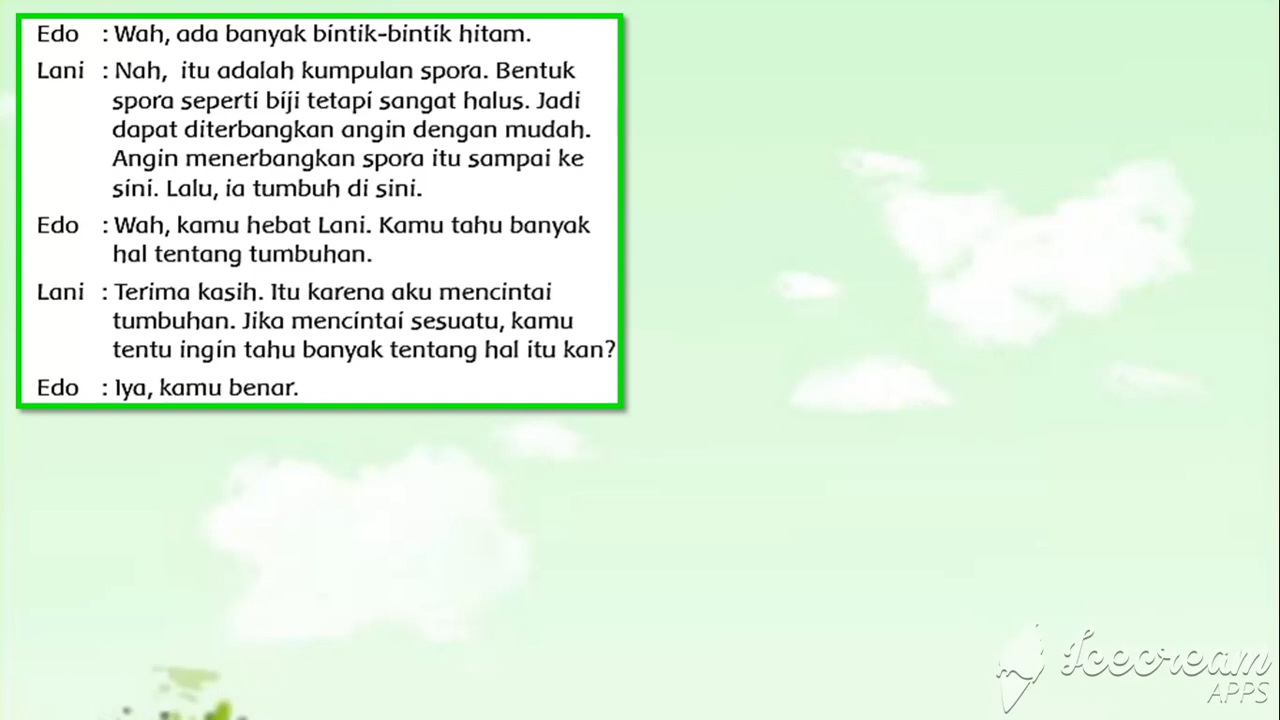 Edo : Wah, ada banyak bintik-bintik hitam.
Lani : Nah, itu adalah kumpulan spora. Bentuk
spora seperti biji tetapi sangat halus. Jadi
dapat diterbangkan angin dengan mudah.
Angin menerbangkan spora itu sampai ke
sini. Lalu, ia tumbuh di sini.
Edo : Wah, kamu hebat Lani. Kamu tahu banyak
hal tentang tumbuhan.
Lani : Terima kasih. Itu karena aku mencintai
tumbuhan. Jika mencintai sesuatu, kamu
tentu ingin tahu banyak tentang hal itu kan?
Edo : Iya, kamu benar.
Icecream
APPS